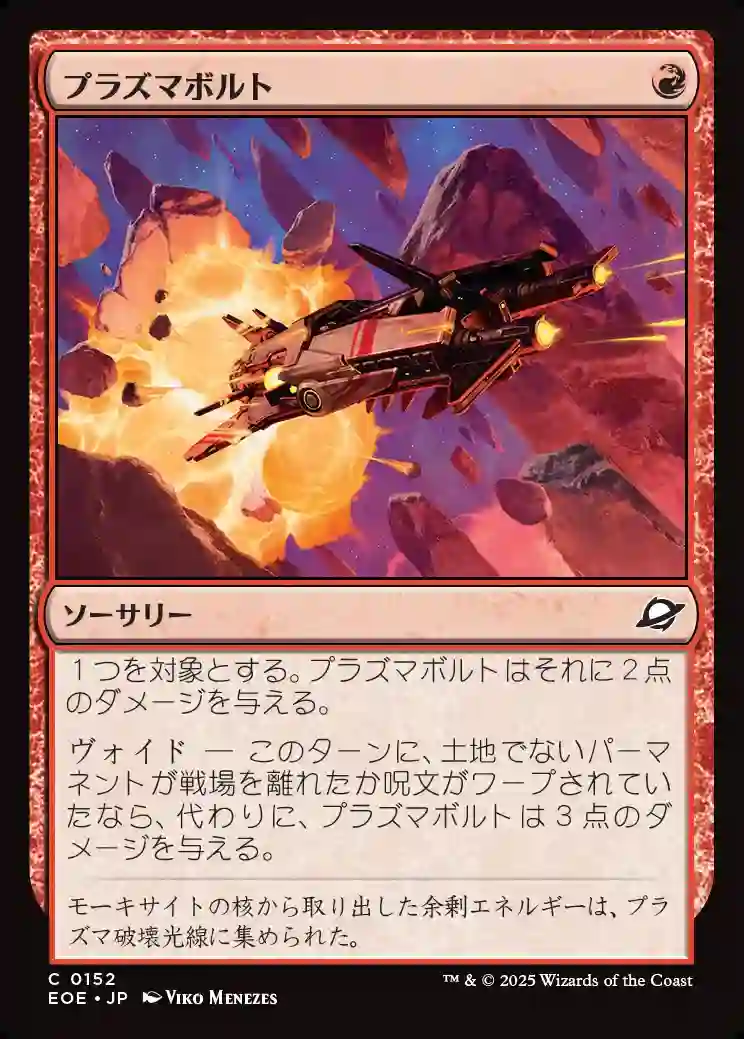 プラズマボルト
ソーサリー
1つを対象とする。プラズマボルトはそれに2点
のダメージを与える。
ヴォイド ― このターンに、土地でないパーマ
ネントが戦場を離れたか呪文がワープされてい
たなら、代わりに、プラズマボルトは3点のダ
メージを与える。
モーキサイトの核から取り出した余剰エネルギーは、プラ
ズマ破壊光線に集められた。
C 0152
EOE • JP VIKO MENEZES
™ & © 2025 Wizards of the Coast